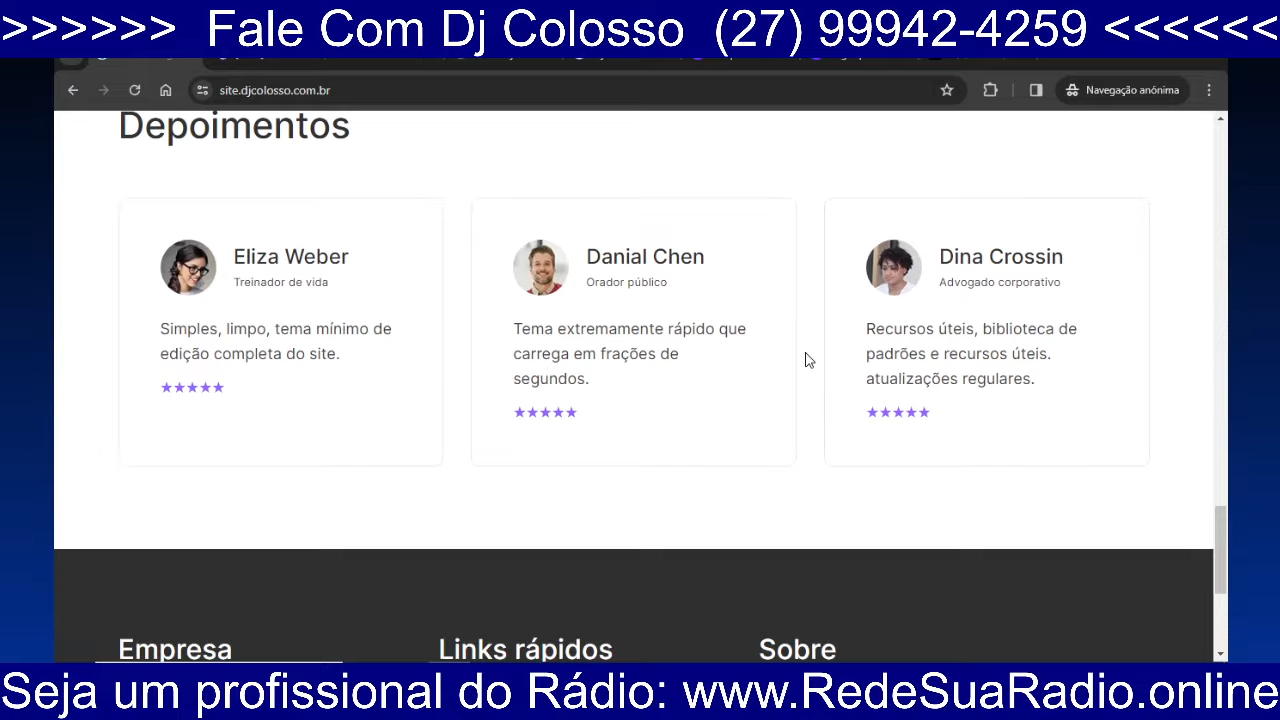 >>>>>> Fale Com Dj Colosso (27) 99942-4259 <<<<<<
site.djcolosso.com.br
Navegação anónima
Depoimentos
Eliza Weber
Treinador de vida
Simples, limpo, tema mínimo de
edição completa do site.
★★★★★
Danial Chen
Orador público
Tema extremamente rápido que
carrega em frações de
segundos.
★★★★★
Dina Crossin
Advogado corporativo
Recursos úteis, biblioteca de
padrões e recursos úteis.
atualizações regulares.
★★★★★
Empresa
Links rápidos
Sobre
Seja um profissional do Rádio: www.RedeSuaRadio.online